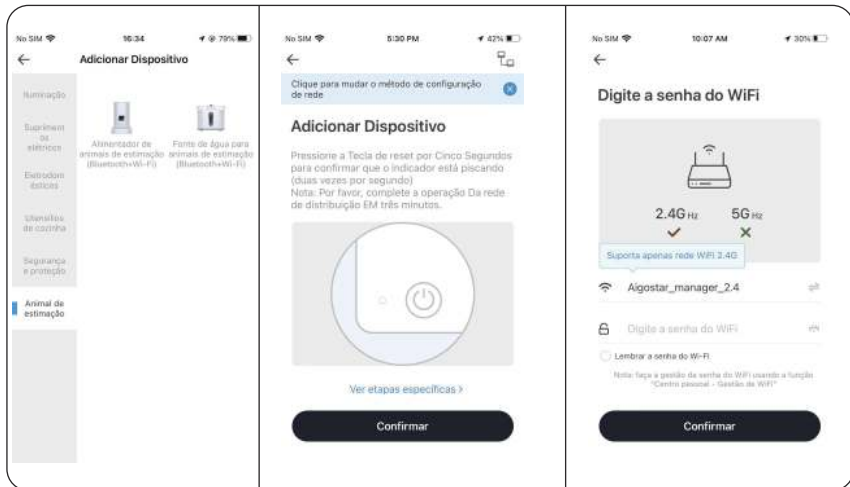 No SIM 16:34 79%
Adicionar Dispositivo
Iluminação
Supriment
os
elétricos
Eletrodom
ésticos
Utensílios
de cozinha
Segurança
e proteção
Animal de
estimação
Alimentador de
animais de estimação
(Bluetooth+Wi-Fi)
Fonte de água para
animais de estimação
(Bluetooth+Wi-Fi)
No SIM 5:30 PM 42%
Clique para mudar o método de configuração
de rede
Adicionar Dispositivo
Pressione a Tecla de reset por Cinco Segundos
para confirmar que o indicador está piscando
(duas vezes por segundo)
Nota: Por favor, complete a operação Da rede
de distribuição EM três minutos.
Ver etapas específicas >
Confirmar
No SIM 10:07 AM 30%
Digite a senha do WiFi
2.4G Hz 5G Hz
Suporta apenas rede WiFi 2.4G
Aigostar_manager_2.4
Digite a senha do WiFi
Lembrar a senha do Wi-Fi
Nota: faça a gestão da senha do WiFi usando a função
"Centro pessoal - Gestão de WiFi"
Confirmar